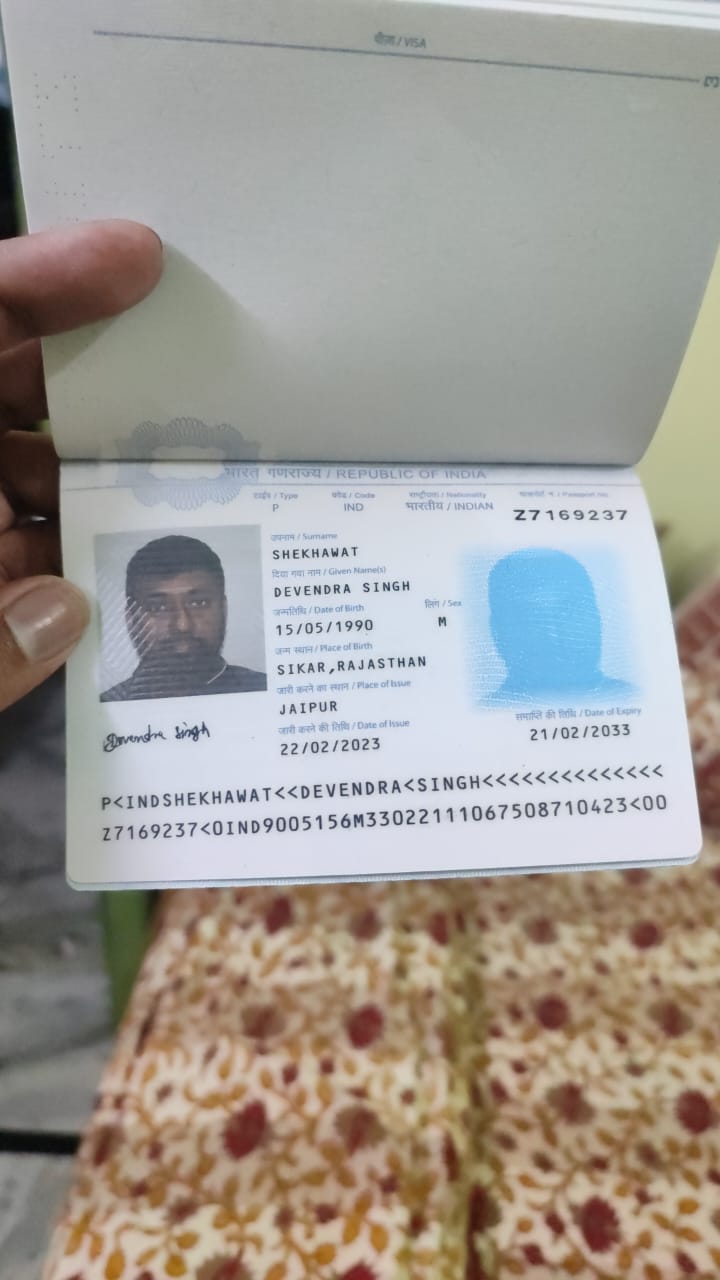 वीज़ा / VISA
3
भारत गणराज्य / REPUBLIC OF INDIA
टाईप / Type कोड / Code राष्ट्रीयता / Nationality पासपोर्ट न. / Passport No.
P IND भारतीय / INDIAN Z7169237
उपनाम / Surname
SHEKHAWAT
दिया गया नाम / Given Name(s)
DEVENDRA SINGH
जन्मतिथि / Date of Birth लिंग / Sex
15/05/1990 M
जन्म स्थान / Place of Birth
SIKAR,RAJASTHAN
जारी करने का स्थान / Place of Issue
JAIPUR
जारी करने की तिथि / Date of Issue समाप्ति की तिथि / Date of Expiry
22/02/2023 21/02/2033
Devendra Singh
P<INDSHEKHAWAT<<DEVENDRA<SINGH<<<<<<<<<<<<<<
Z7169237<0IND9005156M33022111067508710423<00